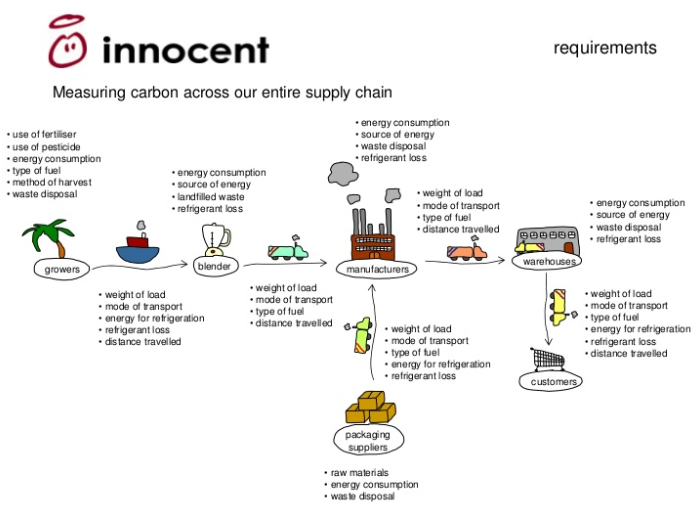 innocent
requirements
Measuring carbon across our entire supply chain
• use of fertiliser
• use of pesticide
• energy consumption
• type of fuel
• method of harvest
• waste disposal
• energy consumption
• source of energy
• landfilled waste
• refrigerant loss
• energy consumption
• source of energy
• waste disposal
• refrigerant loss
• weight of load
• mode of transport
• type of fuel
• distance travelled
• energy consumption
• source of energy
• waste disposal
• refrigerant loss
growers
blender
manufacturers
warehouses
• weight of load
• mode of transport
• energy for refrigeration
• refrigerant loss
• distance travelled
• weight of load
• mode of transport
• type of fuel
• distance travelled
• weight of load
• mode of transport
• type of fuel
• energy for refrigeration
• refrigerant loss
• weight of load
• mode of transport
• type of fuel
• energy for refrigeration
• refrigerant loss
• distance travelled
customers
packaging
suppliers
• raw materials
• energy consumption
• waste disposal